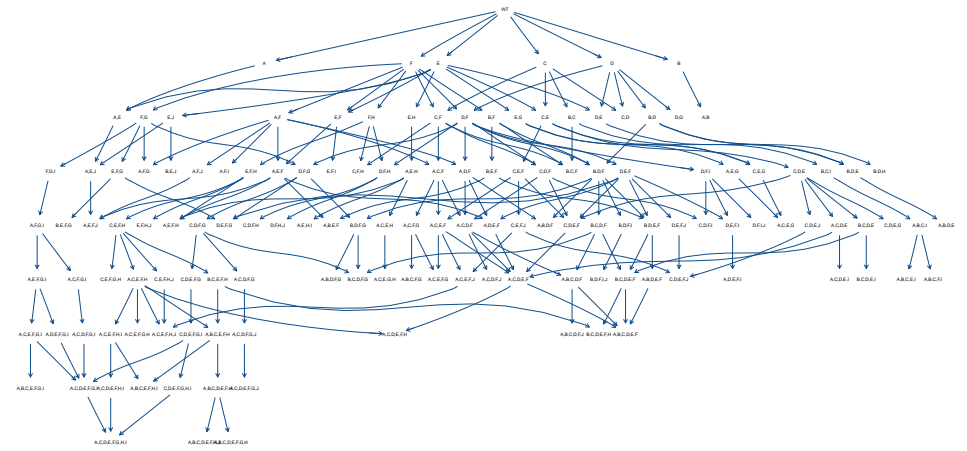 WT
A F E C D B
A,E F,G E,J A,F E,F F,H E,H C,F D,F B,F E,G C,E B,C D,E C,D B,D D,G A,B
F,G,I A,E,J E,F,G A,F,G B,E,J A,F,J A,F,I E,F,H A,E,F D,F,G E,F,I C,F,H D,F,H A,E,H A,C,F A,D,F B,E,F C,E,F C,D,F B,C,F B,D,F D,E,F D,F,I A,E,G C,E,G C,D,E B,C,I B,D,E B,D,H
A,F,G,I B,E,F,G A,E,F,J C,E,F,H E,F,H,J A,E,F,H C,D,F,G D,E,F,G C,D,F,H D,F,H,J A,E,H,J A,B,E,F B,D,F,G A,C,E,H A,C,F,G A,C,E,F A,C,D,F A,D,E,F C,E,F,J A,B,D,F C,D,E,F B,C,D,F B,D,F,I B,D,E,F D,E,F,J C,D,F,I D,E,F,I D,F,I,J A,C,E,G C,D,E,J A,C,D,E B,C,D,E C,D,E,G A,B,C,I A,B,D,E
A,E,F,G,I A,C,F,G,I C,E,F,G,H A,C,E,F,H C,E,F,H,J C,D,E,F,G B,C,E,F,H A,C,D,F,G A,B,D,F,G B,C,D,F,G A,C,E,G,H A,B,C,F,G A,C,E,F,G A,C,E,F,J A,C,D,F,J A,C,D,E,F A,B,C,D,F B,D,F,I,J B,C,D,E,F A,B,D,E,F C,D,E,F,J A,D,E,F,I A,C,D,E,I B,C,D,E,I A,B,C,E,I A,B,C,F,I
A,C,E,F,G,I A,D,E,F,G,I A,C,D,F,G,I A,C,E,F,H,I A,C,E,F,G,H A,C,E,F,H,J C,D,E,F,G,I A,B,C,E,F,H A,C,D,F,G,J A,C,D,E,F,H A,B,C,D,F,J B,C,D,E,F,H A,B,C,D,E,F
A,B,C,E,F,G,I A,C,D,E,F,G,I A,C,D,E,F,H,I A,B,C,E,F,H,J C,D,E,F,G,H,I A,B,C,D,E,F,H A,C,D,E,F,G,J
A,C,D,E,F,G,H,I A,B,C,D,E,F,G,H